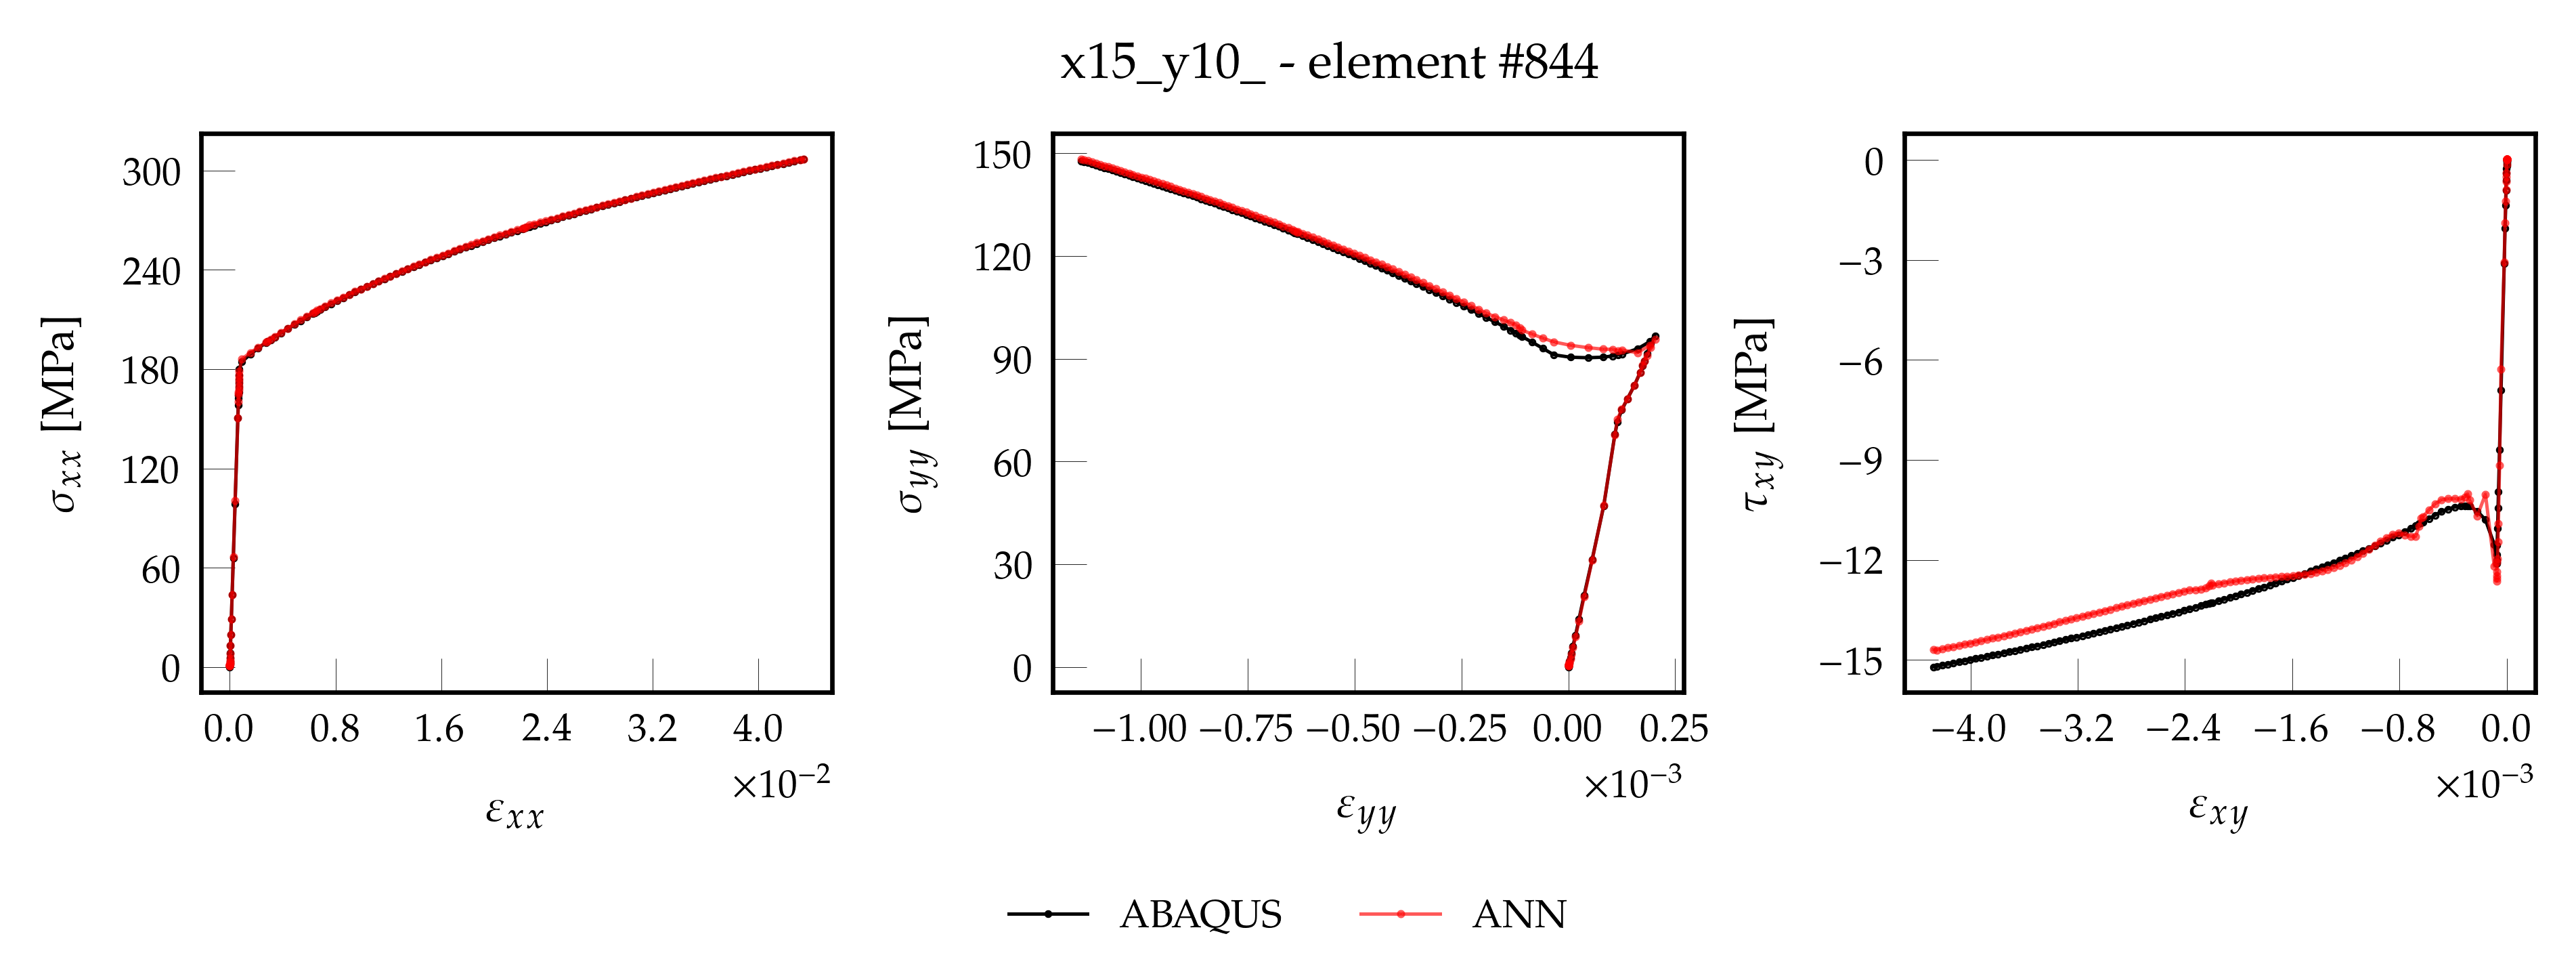 x15_y10_ - element #844
σxx [MPa]
300
240
180
120
60
0
0.0 0.8 1.6 2.4 3.2 4.0
×10⁻²
εxx
σyy [MPa]
150
120
90
60
30
0
−1.00 −0.75 −0.50 −0.25 0.00 0.25
×10⁻³
εyy
τxy [MPa]
0
−3
−6
−9
−12
−15
−4.0 −3.2 −2.4 −1.6 −0.8 0.0
×10⁻³
εxy
ABAQUS ANN